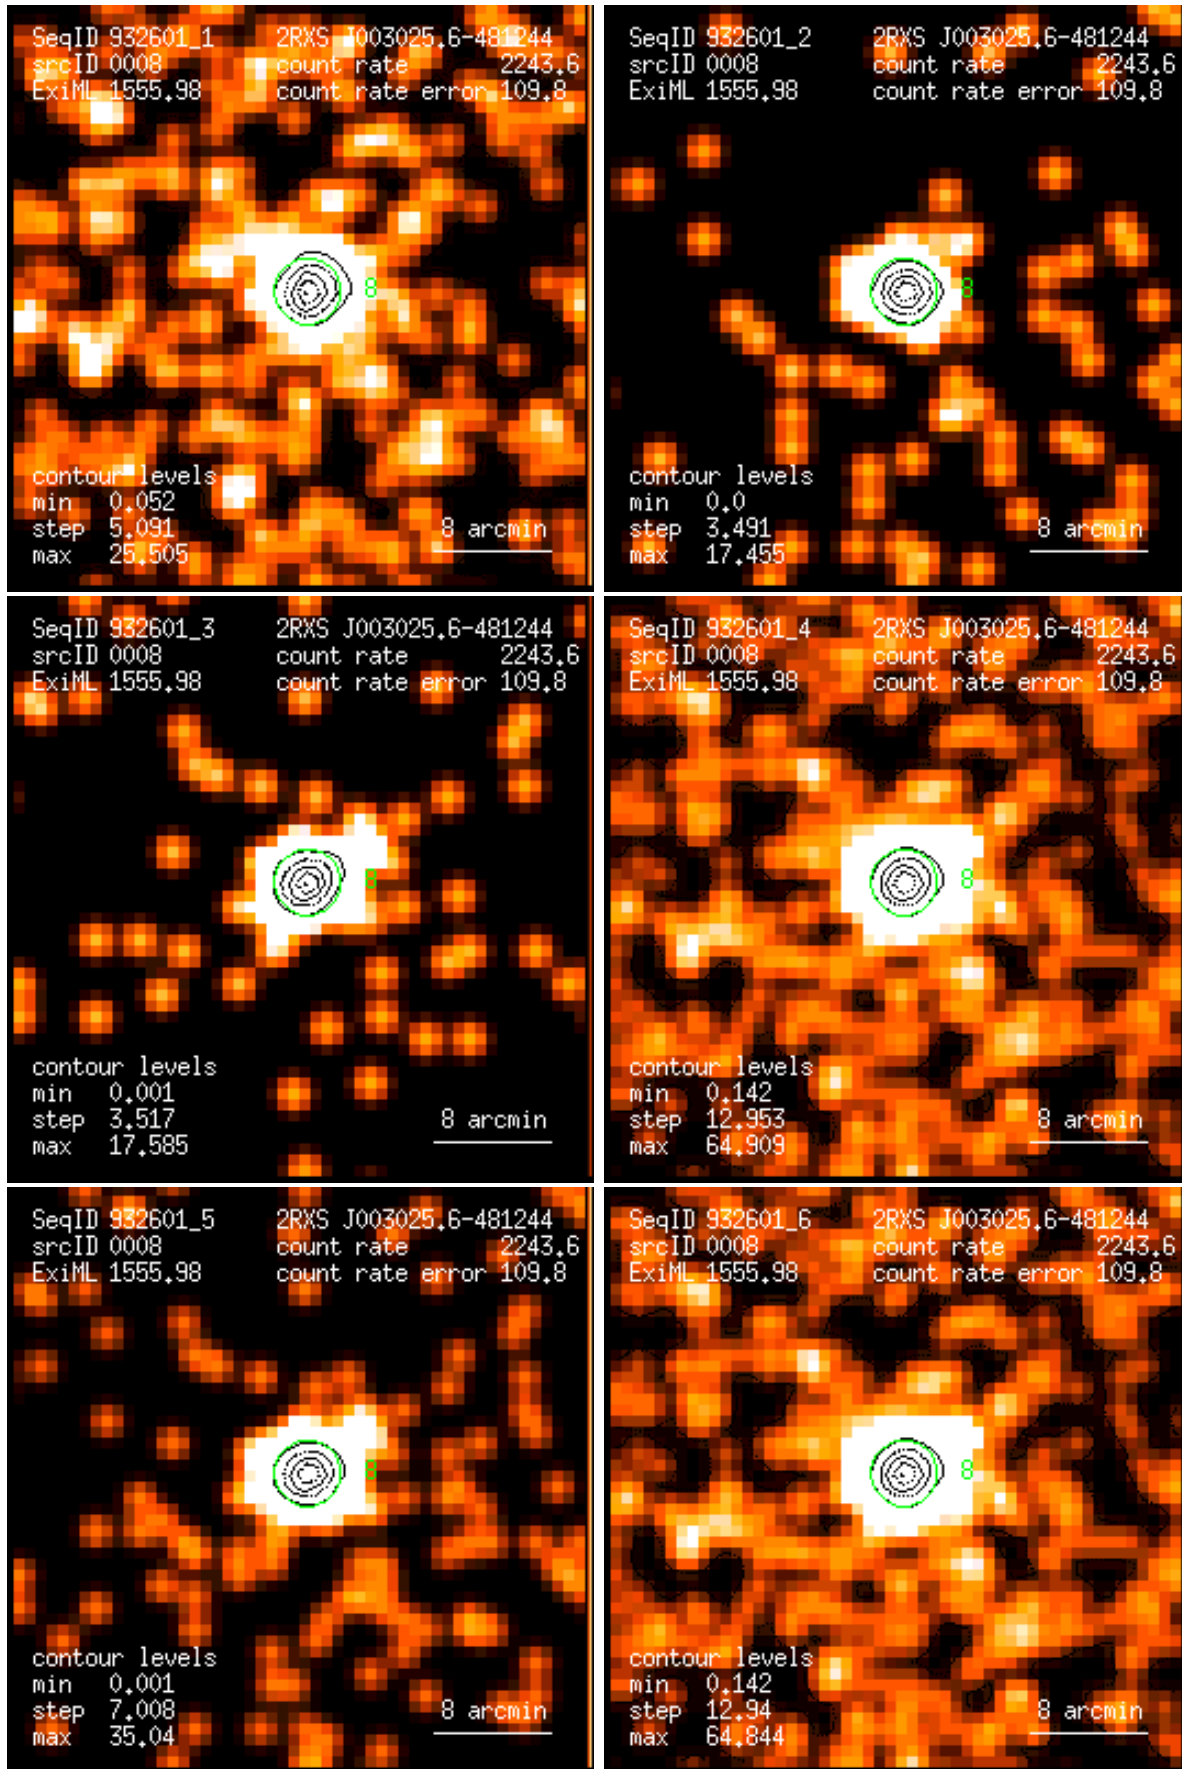 SeqID 932601_1 2RXS J003025.6-481244
srcID 0008 count rate 2243.6
ExiML 1555.98 count rate error 109.8
8
contour levels
min 0.052
step 5.091 8 arcmin
max 25.505
SeqID 932601_2 2RXS J003025.6-481244
srcID 0008 count rate 2243.6
ExiML 1555.98 count rate error 109.8
8
contour levels
min 0.0
step 3.491 8 arcmin
max 17.455
SeqID 932601_3 2RXS J003025.6-481244
srcID 0008 count rate 2243.6
ExiML 1555.98 count rate error 109.8
8
contour levels
min 0.001
step 3.517 8 arcmin
max 17.585
SeqID 932601_4 2RXS J003025.6-481244
srcID 0008 count rate 2243.6
ExiML 1555.98 count rate error 109.8
8
contour levels
min 0.142
step 12.953 8 arcmin
max 64.909
SeqID 932601_5 2RXS J003025.6-481244
srcID 0008 count rate 2243.6
ExiML 1555.98 count rate error 109.8
8
contour levels
min 0.001
step 7.008 8 arcmin
max 35.04
SeqID 932601_6 2RXS J003025.6-481244
srcID 0008 count rate 2243.6
ExiML 1555.98 count rate error 109.8
8
contour levels
min 0.142
step 12.94 8 arcmin
max 64.844